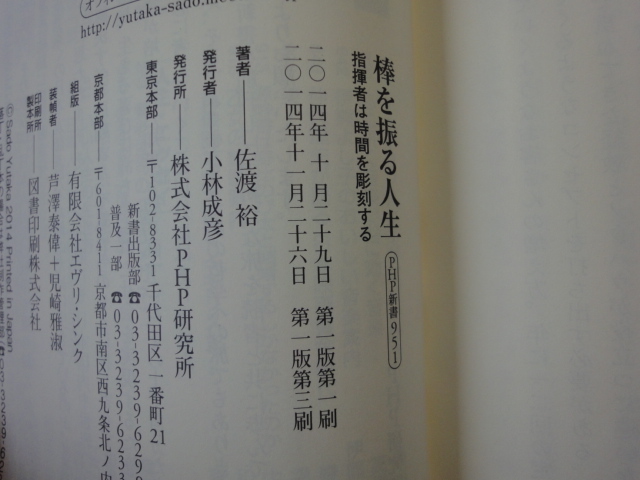 棒を振る人生
指揮者は時間を彫刻する
PHP新書 951
二〇一四年 十 月二十九日 第一版第一刷
二〇一四年十一月二十六日 第一版第三刷
著者――佐渡 裕
発行者――小林成彦
発行所――株式会社PHP研究所
東京本部――〒102-8331 千代田区一番町21
新書出版部 ☎03-3239-629
普及一部 ☎03-3239-6233
京都本部――〒601-8411 京都市南区西九条北ノ内
組版――有限会社エヴリ・シンク
装幀者――芦澤泰偉+児崎雅淑
印刷所
製本所――図書印刷株式会社
©Sado Yutaka 2014 Printed in Japan
http://yutaka-sado.m